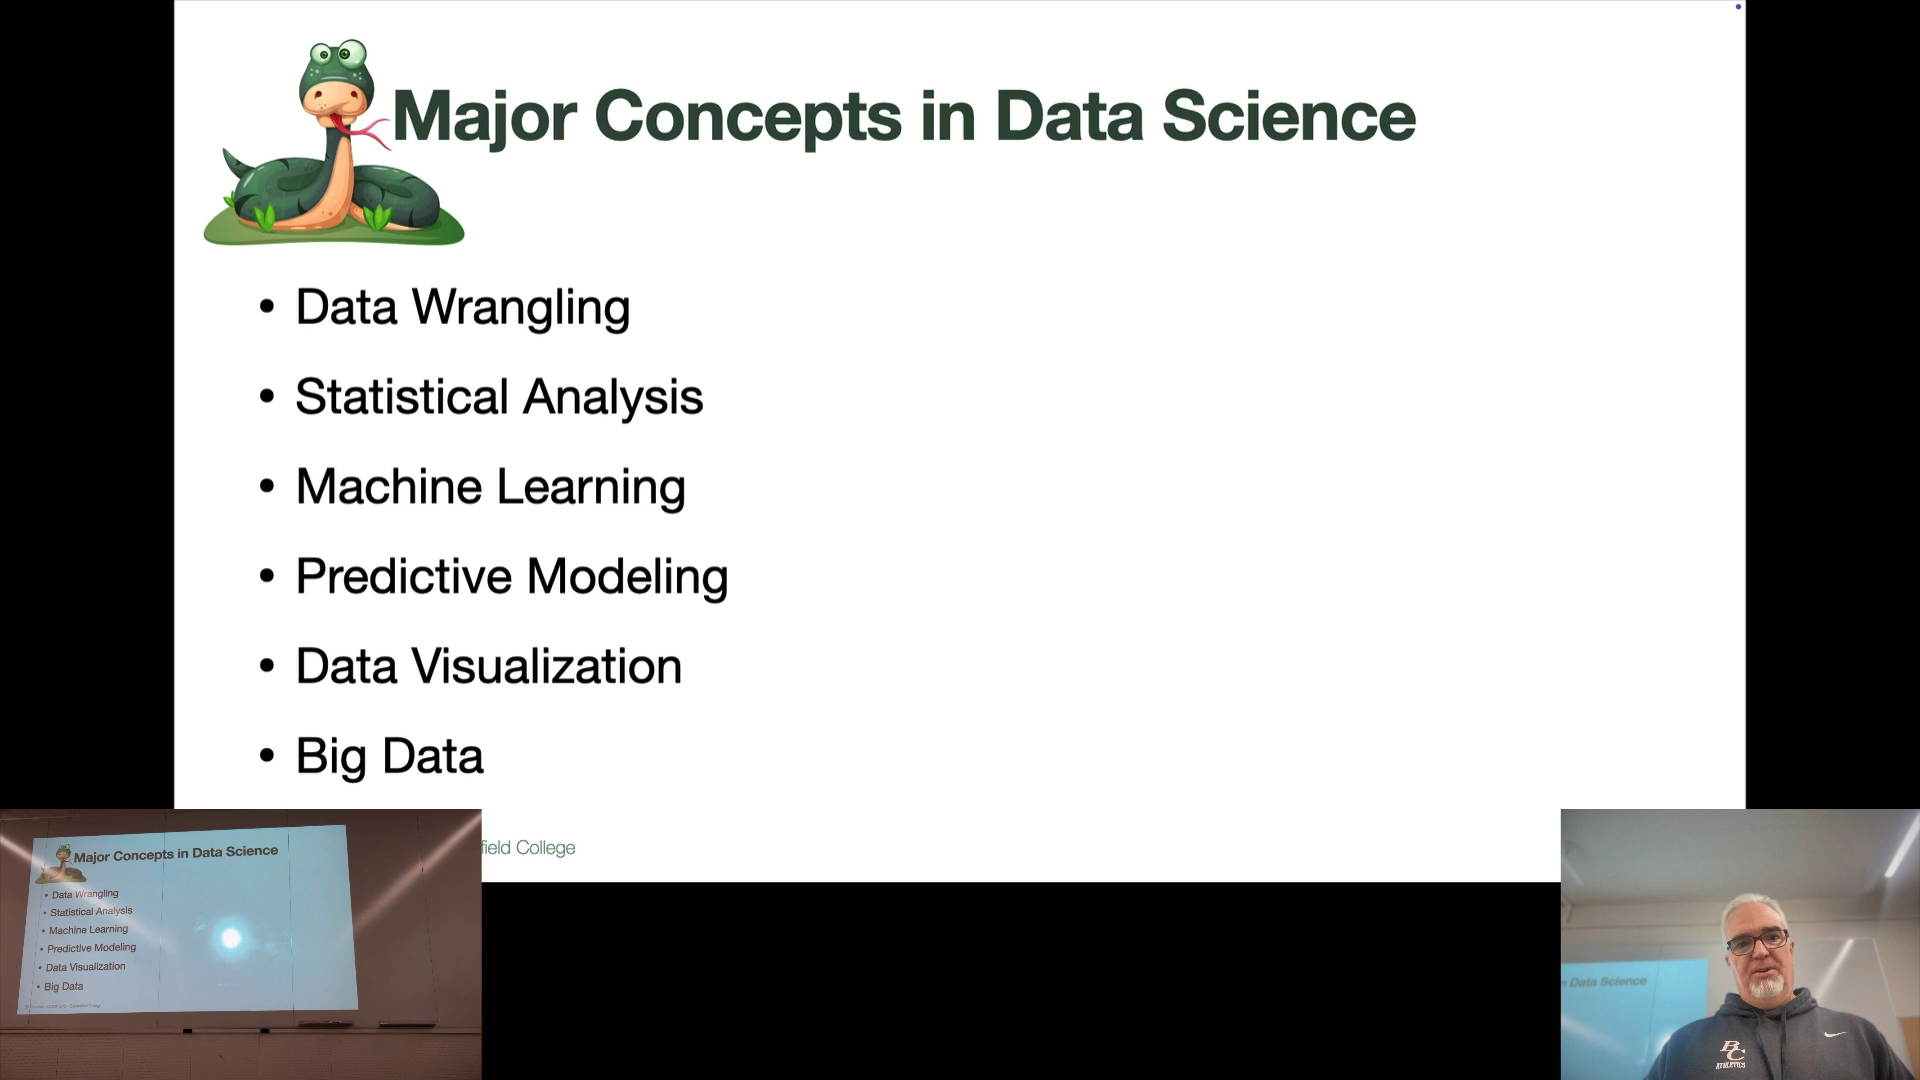 Major Concepts in Data Science
• Data Wrangling
• Statistical Analysis
• Machine Learning
• Predictive Modeling
• Data Visualization
• Big Data
field College
Major Concepts in Data Science
• Data Wrangling
• Statistical Analysis
• Machine Learning
• Predictive Modeling
• Data Visualization
• Big Data
Data Science
BC
ATHLETICS